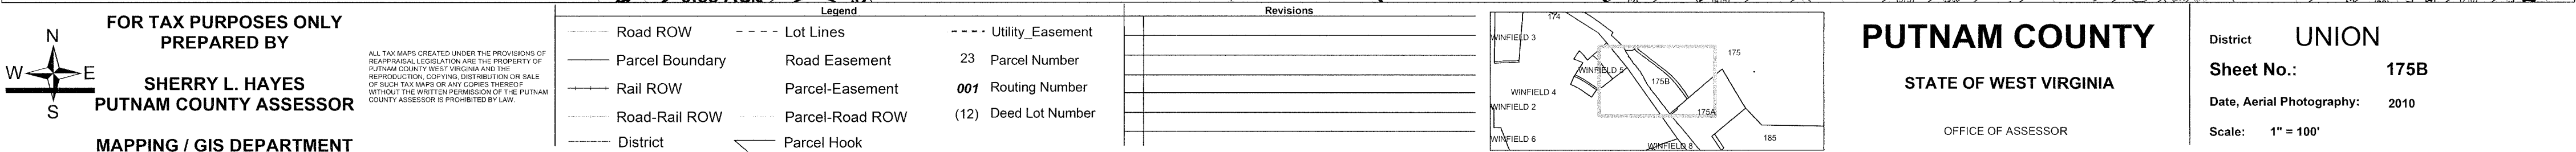 FOR TAX PURPOSES ONLY
PREPARED BY
SHERRY L. HAYES
PUTNAM COUNTY ASSESSOR
MAPPING / GIS DEPARTMENT
N
W E
S
ALL TAX MAPS CREATED UNDER THE PROVISIONS OF
REAPPRAISAL LEGISLATION ARE THE PROPERTY OF
PUTNAM COUNTY WEST VIRGINIA AND THE
REPRODUCTION, COPYING, DISTRIBUTION OR SALE
OF SUCH TAX MAPS OR ANY COPIES THEREOF
WITHOUT THE WRITTEN PERMISSION OF THE PUTNAM
COUNTY ASSESSOR IS PROHIBITED BY LAW.
Legend
Road ROW
Parcel Boundary
Rail ROW
Road-Rail ROW
District
Lot Lines
Road Easement
Parcel-Easement
Parcel-Road ROW
Parcel Hook
Utility_Easement
23 Parcel Number
001 Routing Number
(12) Deed Lot Number
Revisions
174
WINFIELD 3
175
WINFIELD 5
175B
WINFIELD 4
WINFIELD 2
175A
WINFIELD 6
WINFIELD 8
185
PUTNAM COUNTY
STATE OF WEST VIRGINIA
OFFICE OF ASSESSOR
District UNION
Sheet No.: 175B
Date, Aerial Photography: 2010
Scale: 1" = 100'